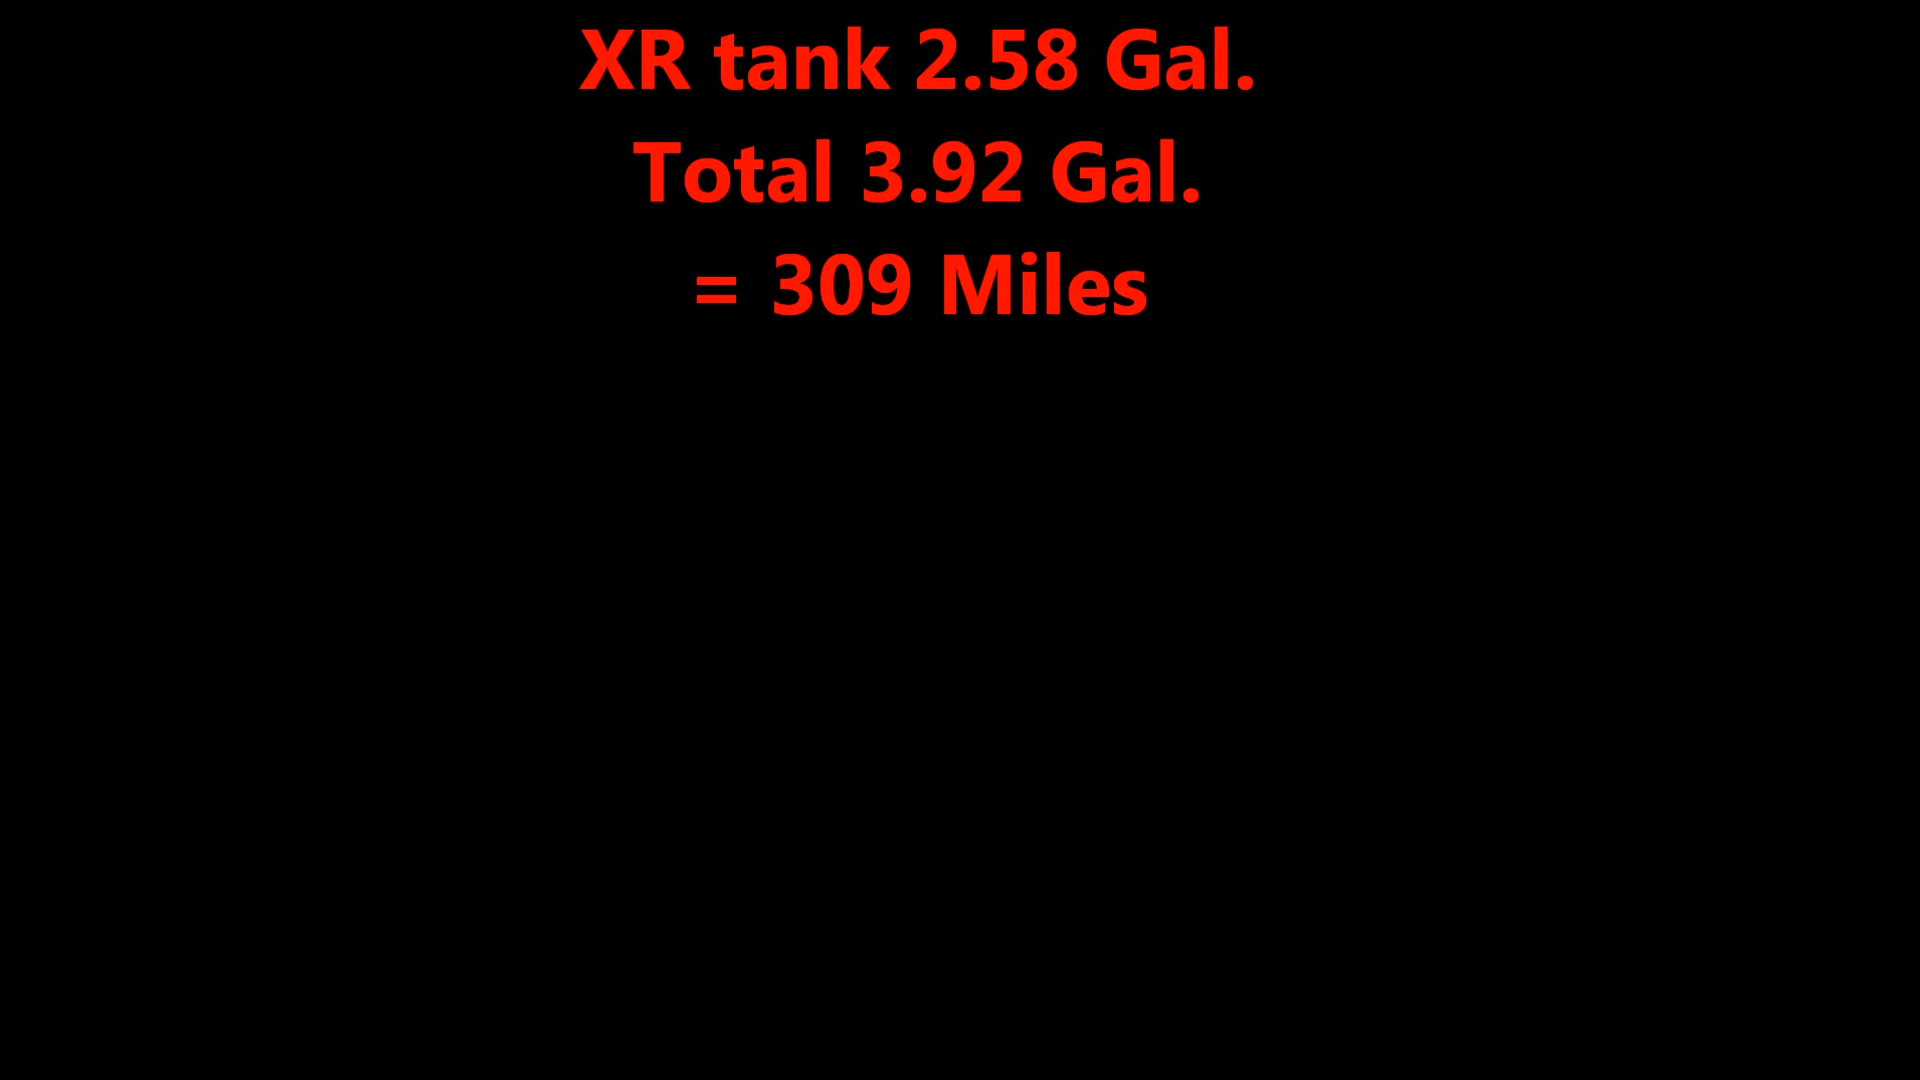 XR tank 2.58 Gal.
Total 3.92 Gal.
= 309 Miles